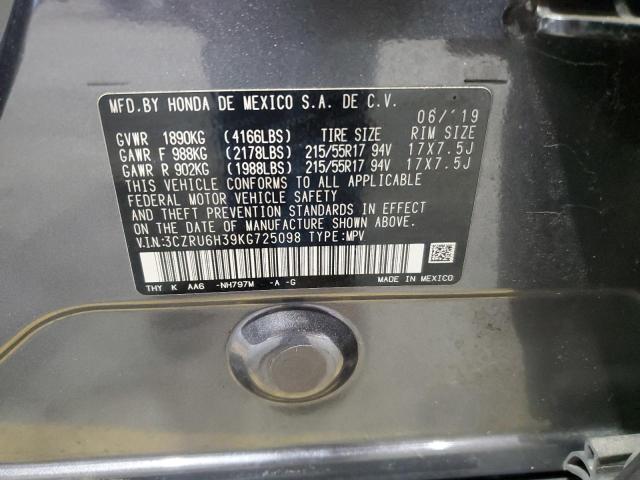 MFD.BY HONDA DE MEXICO S.A. DE C.V.
06/'19
GVWR 1890KG (4166LBS) TIRE SIZE RIM SIZE
GAWR F 988KG (2178LBS) 215/55R17 94V 17X7.5J
GAWR R 902KG (1988LBS) 215/55R17 94V 17X7.5J
THIS VEHICLE CONFORMS TO ALL APPLICABLE
FEDERAL MOTOR VEHICLE SAFETY
AND THEFT PREVENTION STANDARDS IN EFFECT
ON THE DATE OF MANUFACTURE SHOWN ABOVE.
V.I.N:3CZRU6H39KG725098 TYPE:MPV
THY K AA6 -NH797M -A -G MADE IN MEXICO